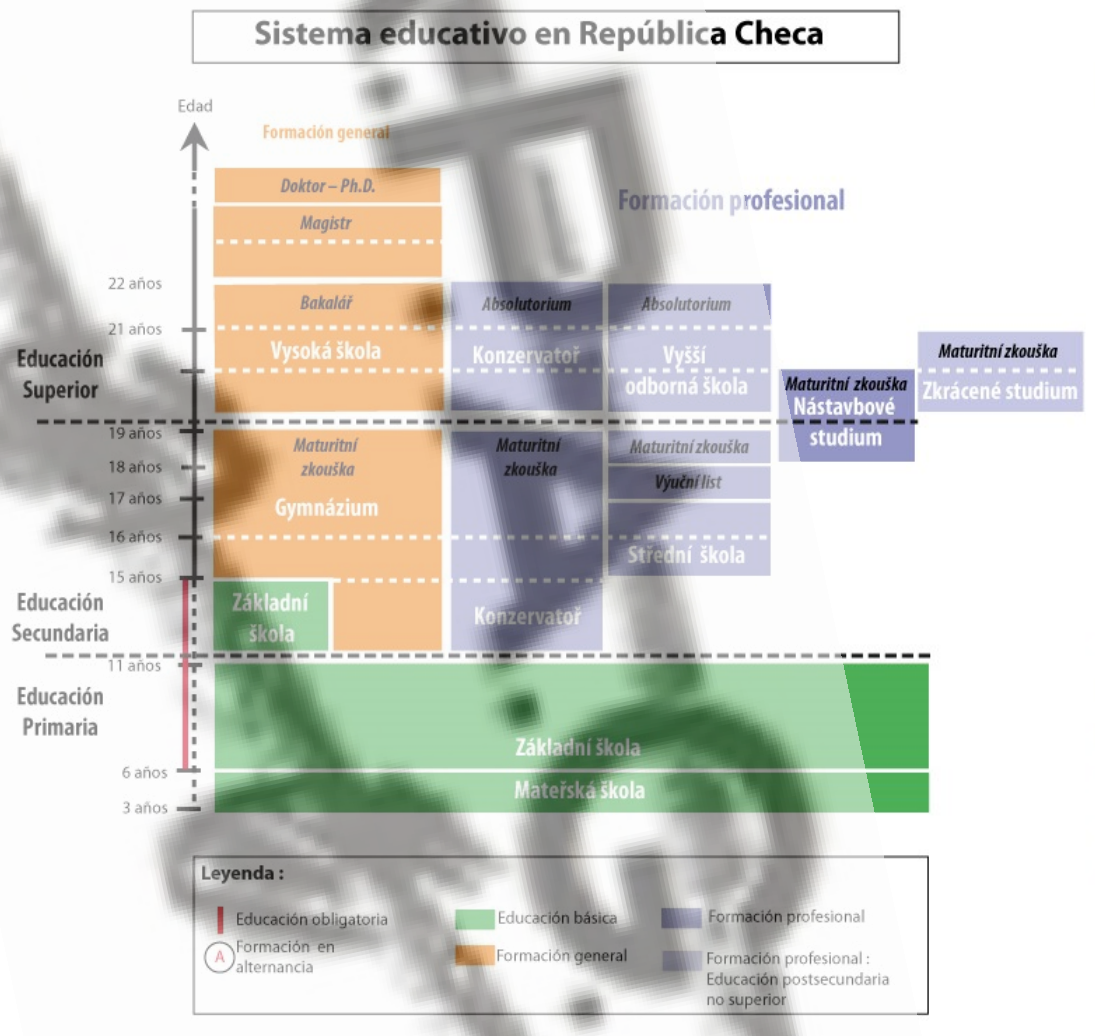 Sistema educativo en República Checa
Edad
Formación general
Doktor – Ph.D.
Formación profesional
Magistr
22 años
Bakalář
Absolutorium
Absolutorium
21 años
Vysoká škola
Konzervatoř
Vyšší
odborná škola
Maturitní zkouška
Zkrácené studium
Educación
Superior
Maturitní zkouška
Nástavbové
studium
19 años
Maturitní
zkouška
Maturitní
zkouška
Maturitní zkouška
18 años
Výuční list
17 años
Gymnázium
16 años
Střední škola
15 años
Educación
Secundaria
Základní
škola
Konzervatoř
11 años
Educación
Primaria
Základní škola
6 años
Mateřská škola
3 años
Leyenda :
Educación obligatoria
Educación básica
Formación profesional
A
Formación en
alternancia
Formación general
Formación profesional :
Educación postsecundaria
no superior